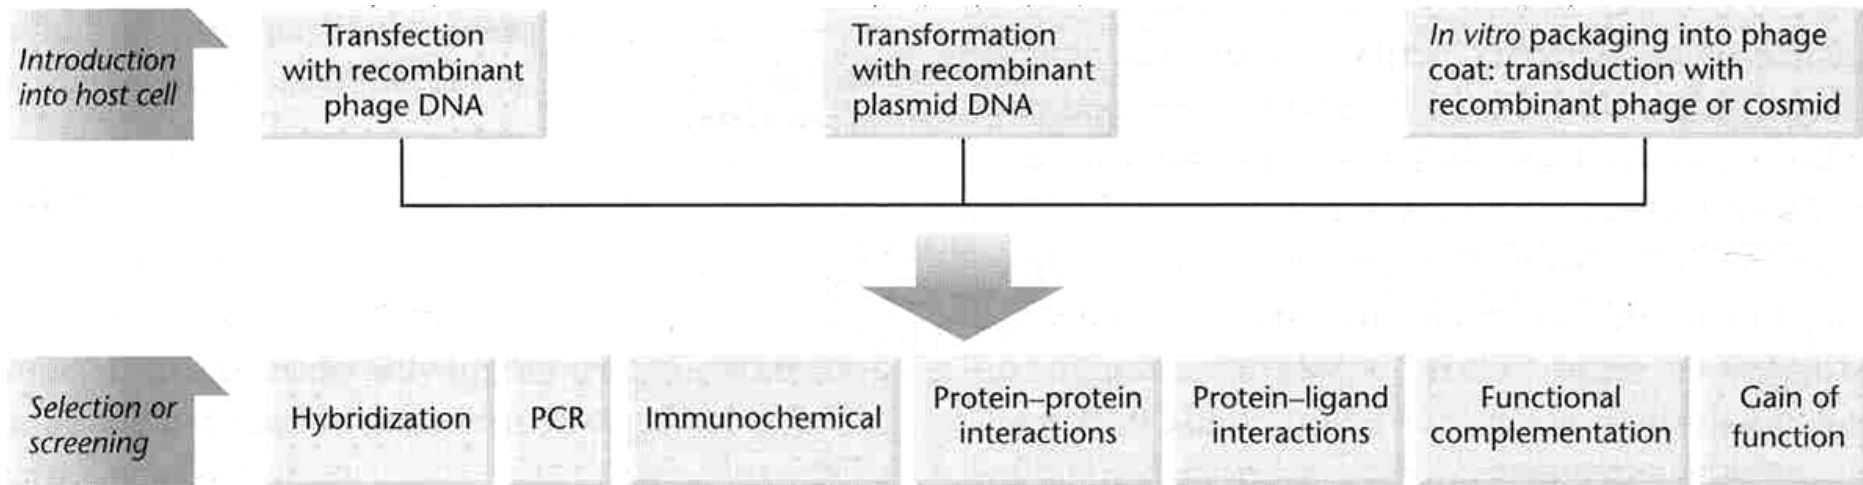 Introduction
into host cell
Transfection
with recombinant
phage DNA
Transformation
with recombinant
plasmid DNA
In vitro packaging into phage
coat: transduction with
recombinant phage or cosmid
Selection or
screening
Hybridization
PCR
Immunochemical
Protein–protein
interactions
Protein–ligand
interactions
Functional
complementation
Gain of
function